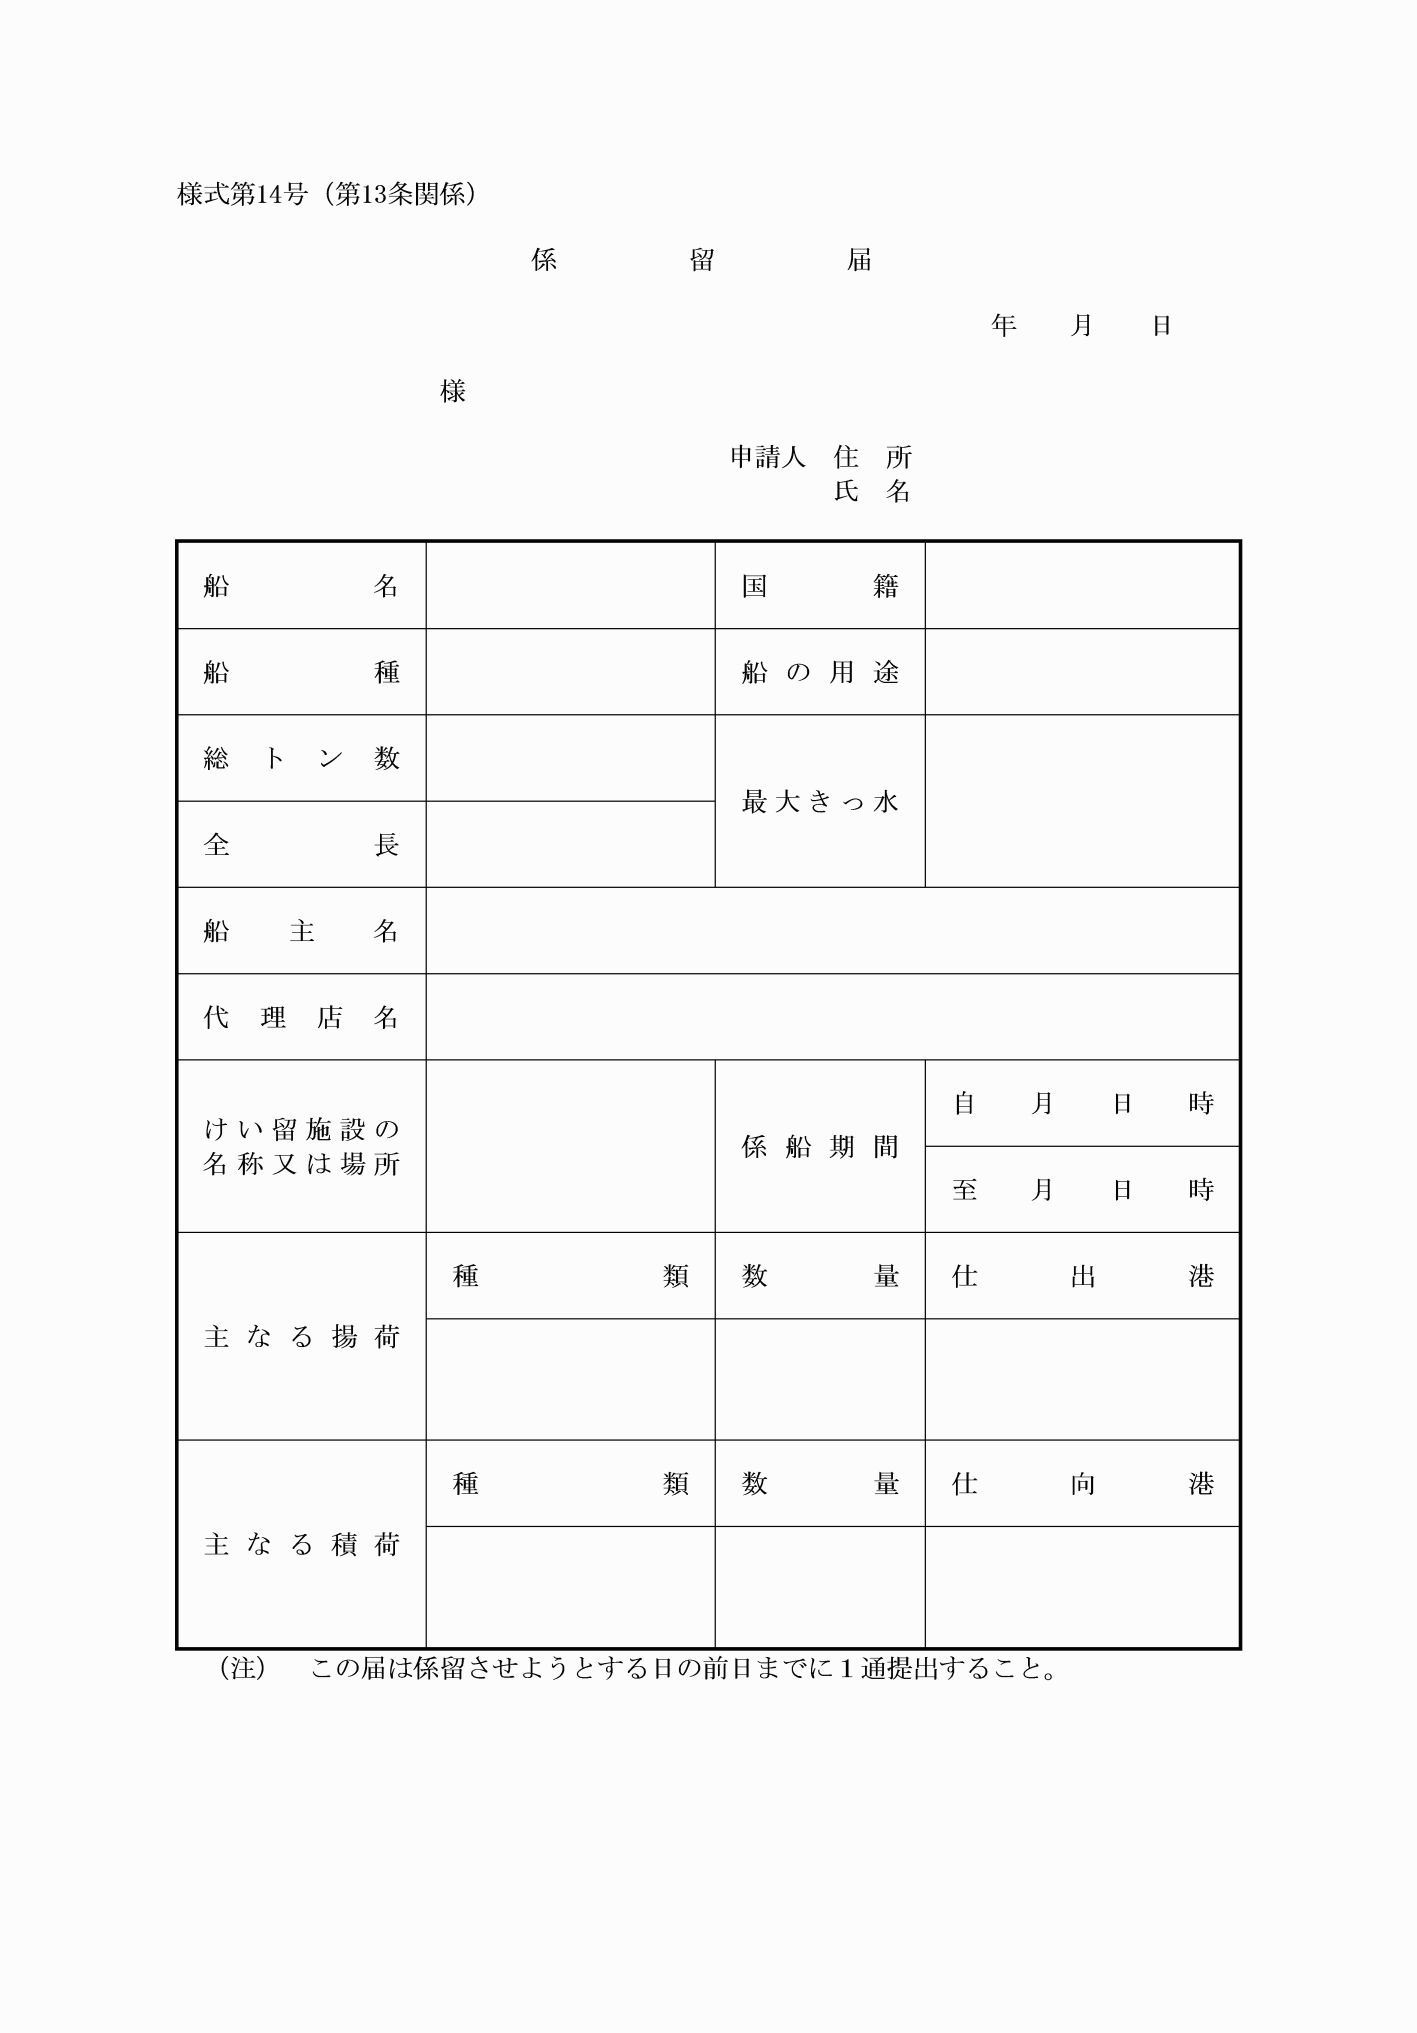 様式第14号（第13条関係）
係留届
年　月　日
様
申請人　住　所
氏　名
船名　国籍
船種　船の用途
総トン数
最大きっ水
全長
船主名
代理店名
けい留施設の
名称又は場所
係船期間
自　月　日　時
至　月　日　時
主なる揚荷
種類　数量　仕出港
主なる積荷
種類　数量　仕向港
（注）　この届は係留させようとする日の前日までに１通提出すること。